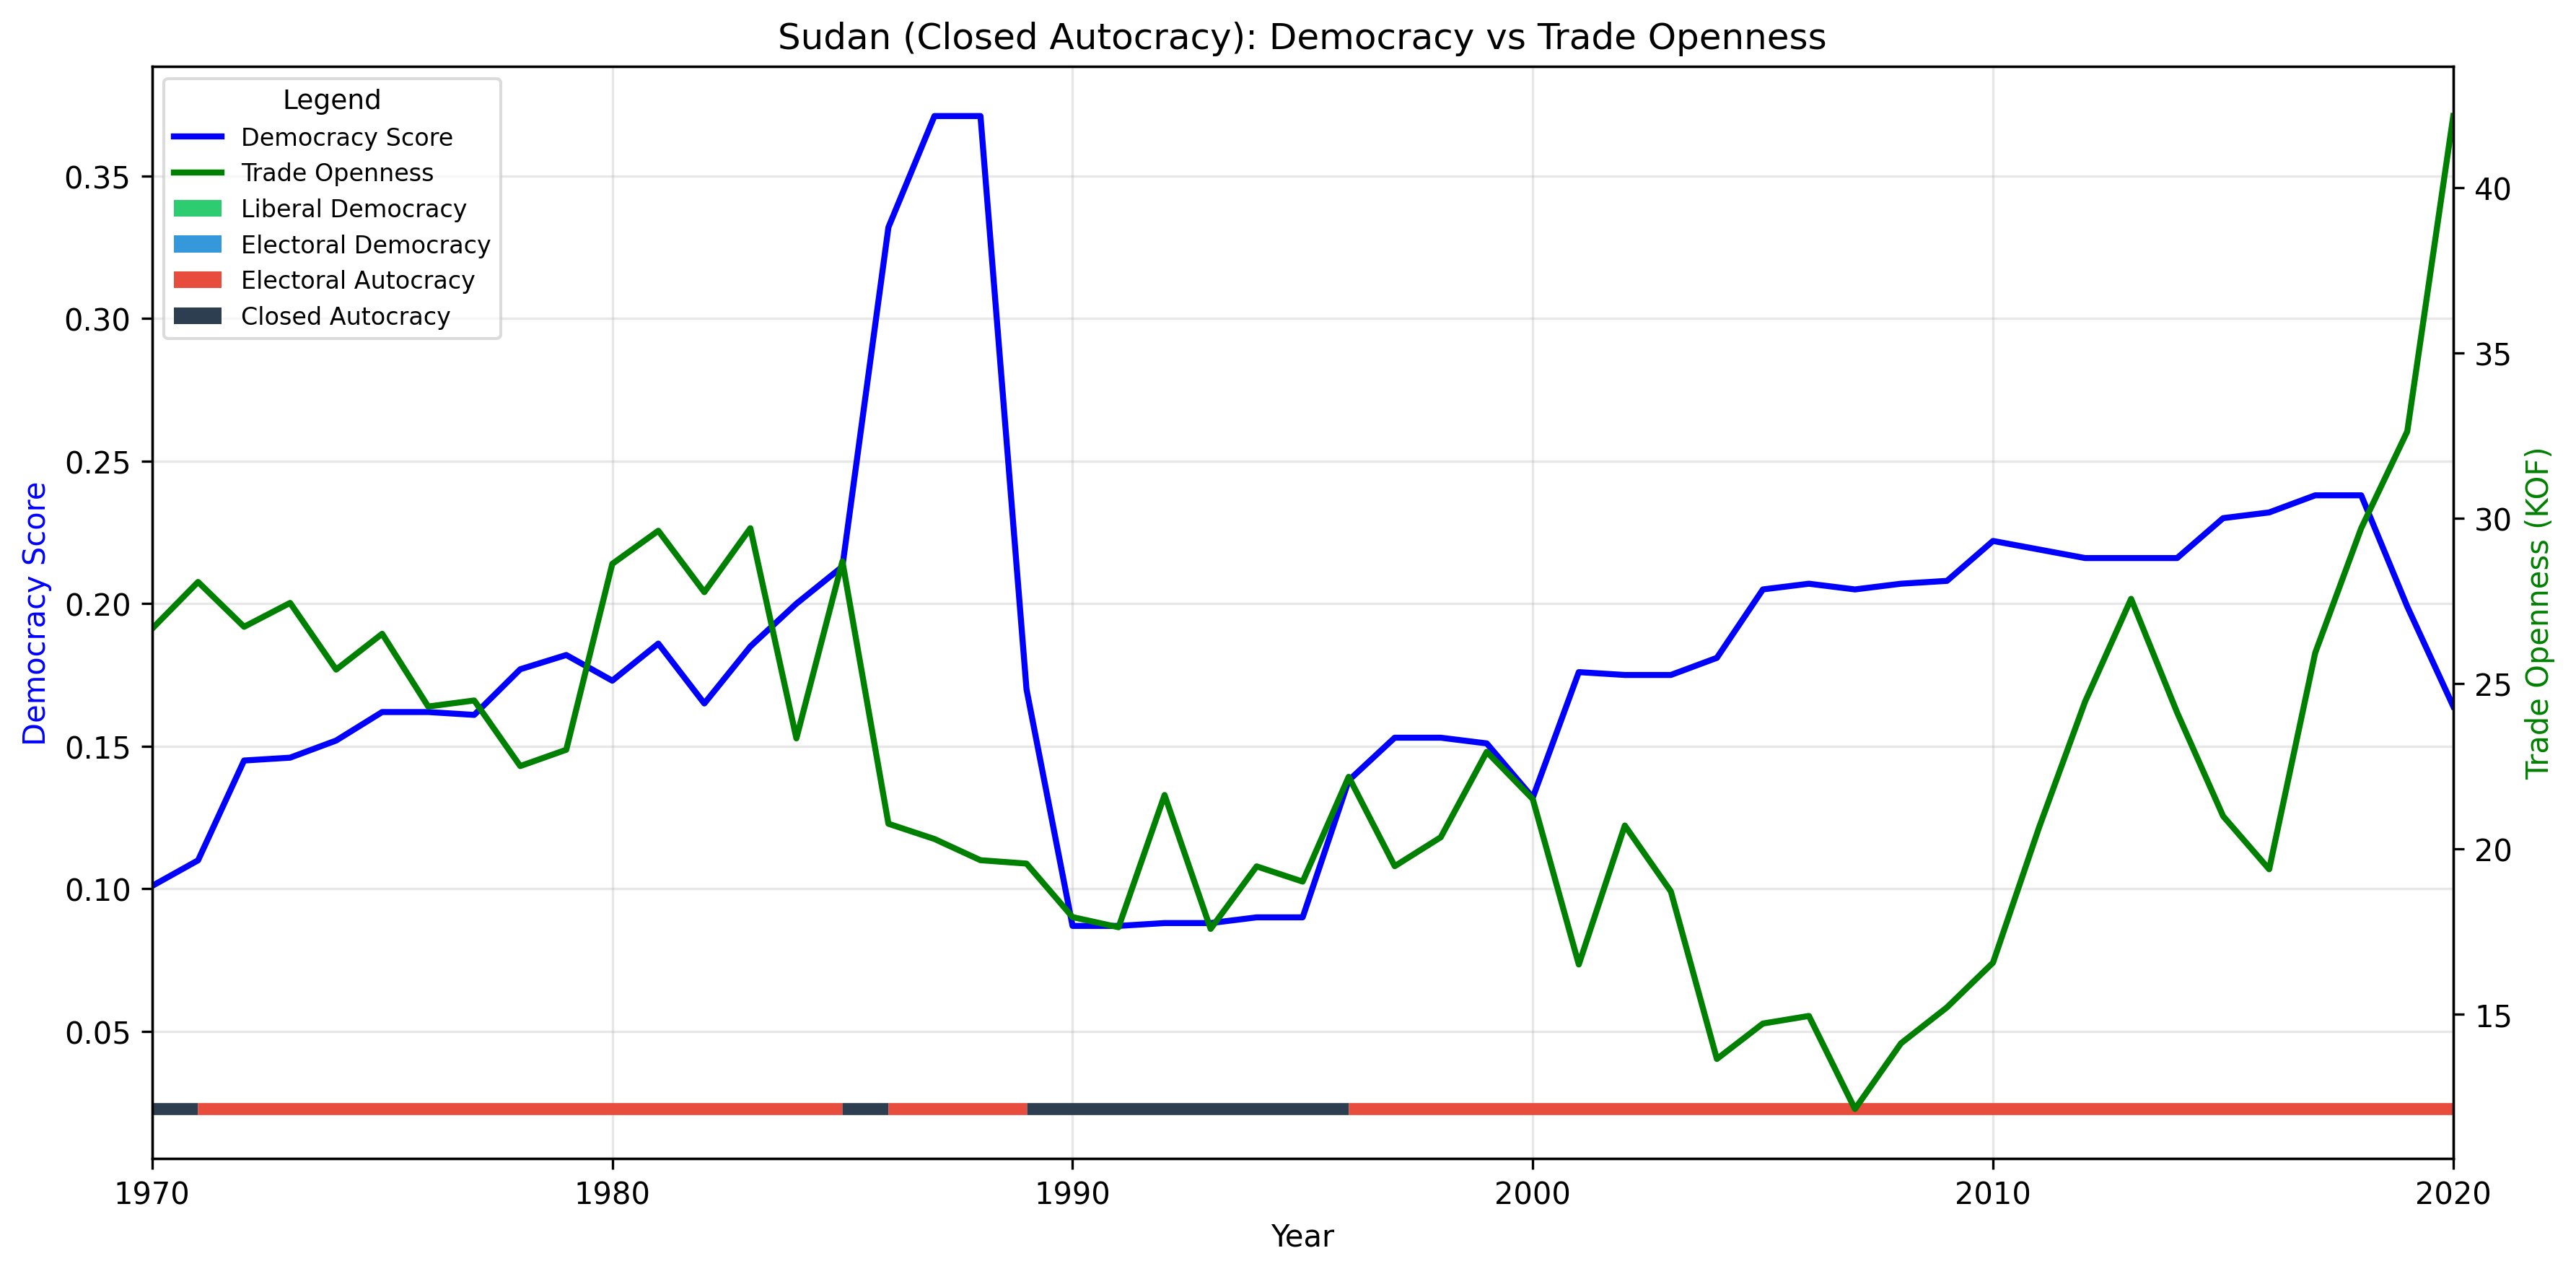 Sudan (Closed Autocracy): Democracy vs Trade Openness
Legend
Democracy Score
Trade Openness
Liberal Democracy
Electoral Democracy
Electoral Autocracy
Closed Autocracy
Democracy Score
0.35
0.30
0.25
0.20
0.15
0.10
0.05
40
35
30
25
20
15
Trade Openness (KOF)
1970
1980
1990
2000
2010
2020
Year